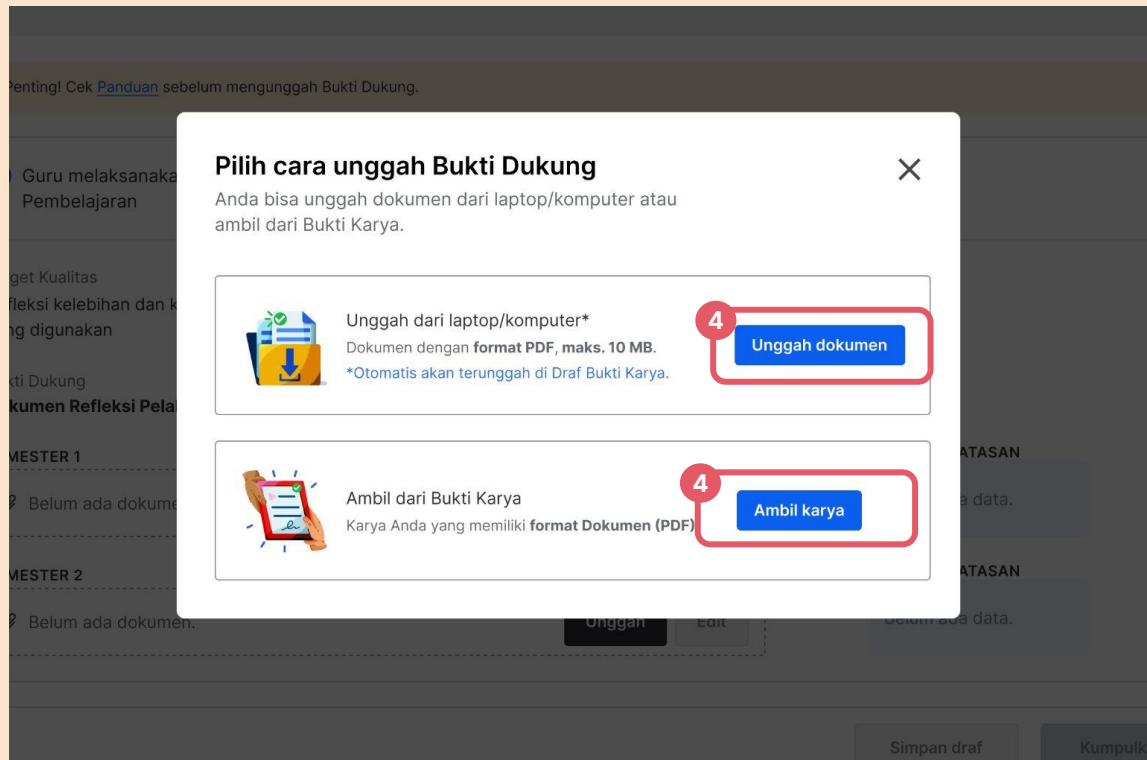 Penting! Cek Panduan sebelum mengunggah Bukti Dukung.
Guru melaksanaka
Pembelajaran
get Kualitas
fleksi kelebihan dan k
ng digunakan
kti Dukung
kumen Refleksi Pela
MESTER 1
Belum ada dokume
MESTER 2
Belum ada dokumen.
Pilih cara unggah Bukti Dukung
Anda bisa unggah dokumen dari laptop/komputer atau
ambil dari Bukti Karya.
Unggah dari laptop/komputer*
Dokumen dengan format PDF, maks. 10 MB.
*Otomatis akan terunggah di Draf Bukti Karya.
4
Unggah dokumen
Ambil dari Bukti Karya
Karya Anda yang memiliki format Dokumen (PDF)
4
Ambil karya
Unggah
Edit
ATASAN
a data.
ATASAN
Belum ada data.
Simpan draf
Kumpulk